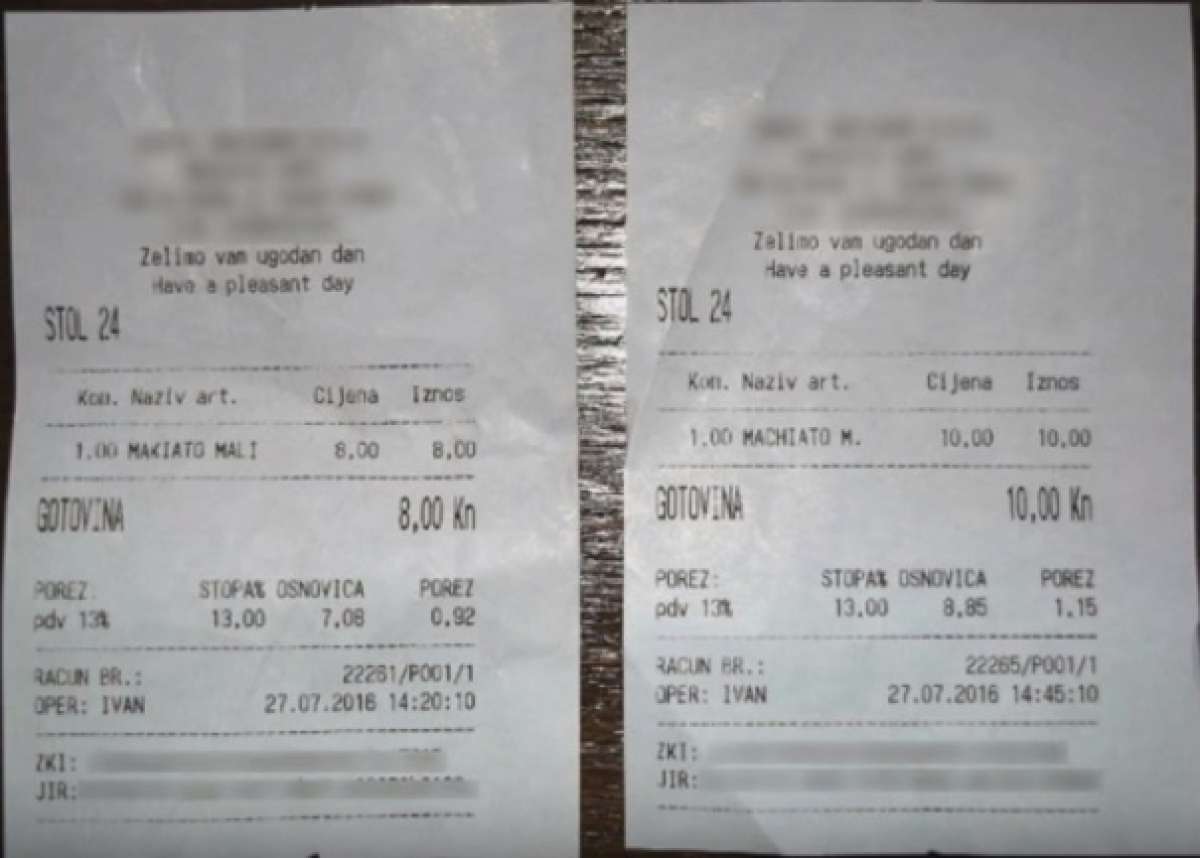 Zelimo vam ugodan dan
Have a pleasant day
STOL 24
Kom. Naziv art. Cijena Iznos
1.00 MAKIATO MALI 8,00 8,00
GOTOVINA 8,00 Kn
POREZ: STOPA% OSNOVICA POREZ
pdv 13% 13.00 7,08 0,92
RACUN BR.: 22261/P001/1
OPER: IVAN 27.07.2016 14:20:10
ZKI:
JIR:
Zelimo vam ugodan dan
Have a pleasant day
STOL 24
Kom. Naziv art. Cijena Iznos
1.00 MACHIATO M. 10,00 10,00
GOTOVINA 10,00 Kn
POREZ: STOPA% OSNOVICA POREZ
pdv 13% 13.00 8,85 1.15
RACUN BR.: 22265/P001/1
OPER: IVAN 27.07.2016 14:45:10
ZKI:
JIR: